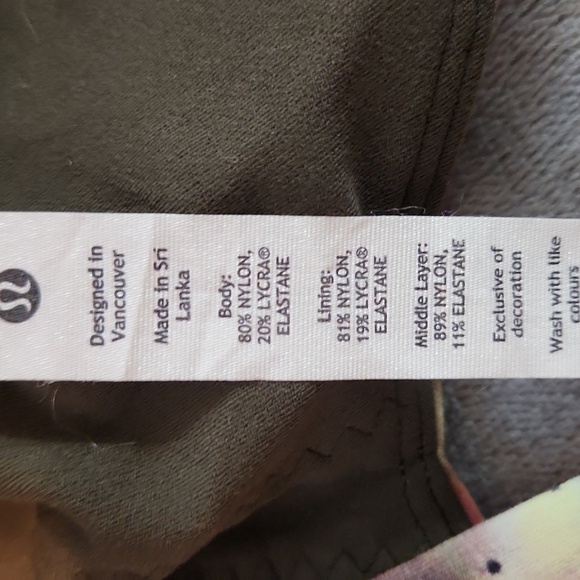 Designed in
Vancouver
Made in Sri
Lanka
Body:
80% NYLON,
20% LYCRA®
ELASTANE
Lining:
81% NYLON,
19% LYCRA®
ELASTANE
Middle Layer:
89% NYLON,
11% ELASTANE
Exclusive of
decoration
Wash with like
colours